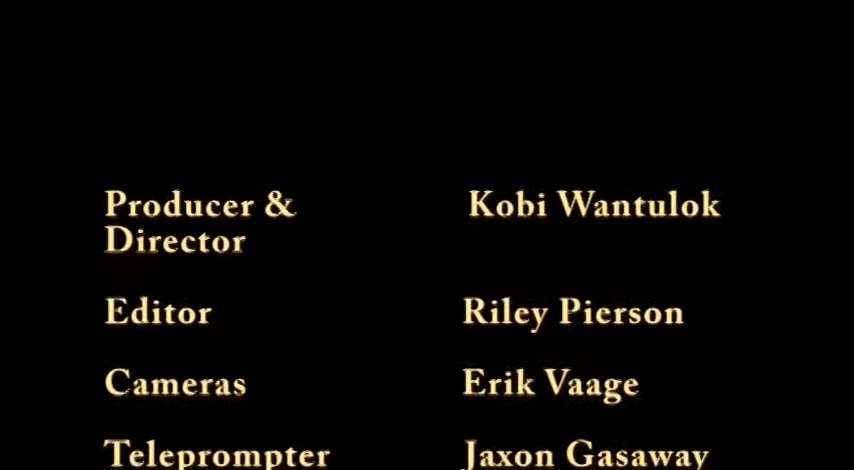 Producer & Kobi Wantulok
Director
Editor Riley Pierson
Cameras Erik Vaage
Teleprompter Jaxon Gasaway